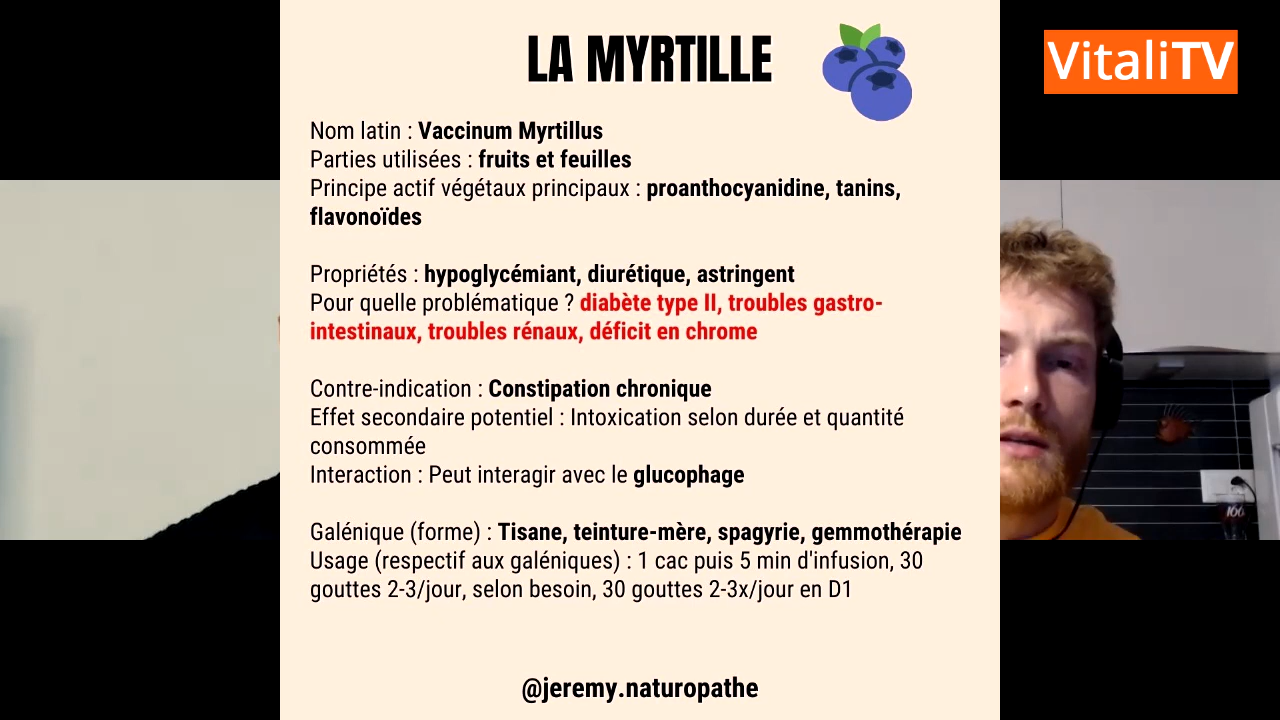 LA MYRTILLE
VitaliTV
Nom latin : Vaccinum Myrtillus
Parties utilisées : fruits et feuilles
Principe actif végétaux principaux : proanthocyanidine, tanins,
flavonoïdes
Propriétés : hypoglycémiant, diurétique, astringent
Pour quelle problématique ? diabète type II, troubles gastro-
intestinaux, troubles rénaux, déficit en chrome
Contre-indication : Constipation chronique
Effet secondaire potentiel : Intoxication selon durée et quantité
consommée
Interaction : Peut interagir avec le glucophage
Galénique (forme) : Tisane, teinture-mère, spagyrie, gemmothérapie
Usage (respectif aux galéniques) : 1 cac puis 5 min d'infusion, 30
gouttes 2-3/jour, selon besoin, 30 gouttes 2-3x/jour en D1
@jeremy.naturopathe